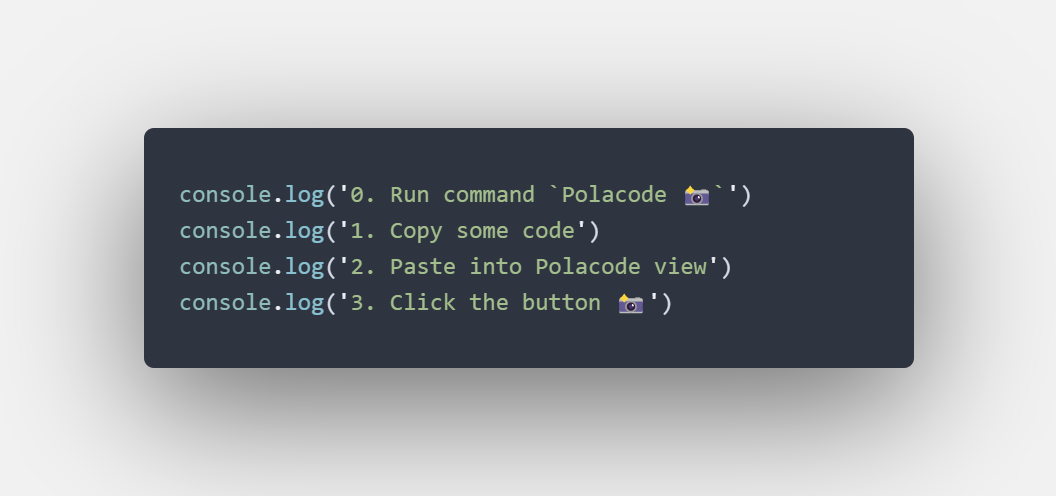 console.log('0. Run command `Polacode 📸`')
console.log('1. Copy some code')
console.log('2. Paste into Polacode view')
console.log('3. Click the button 📸')